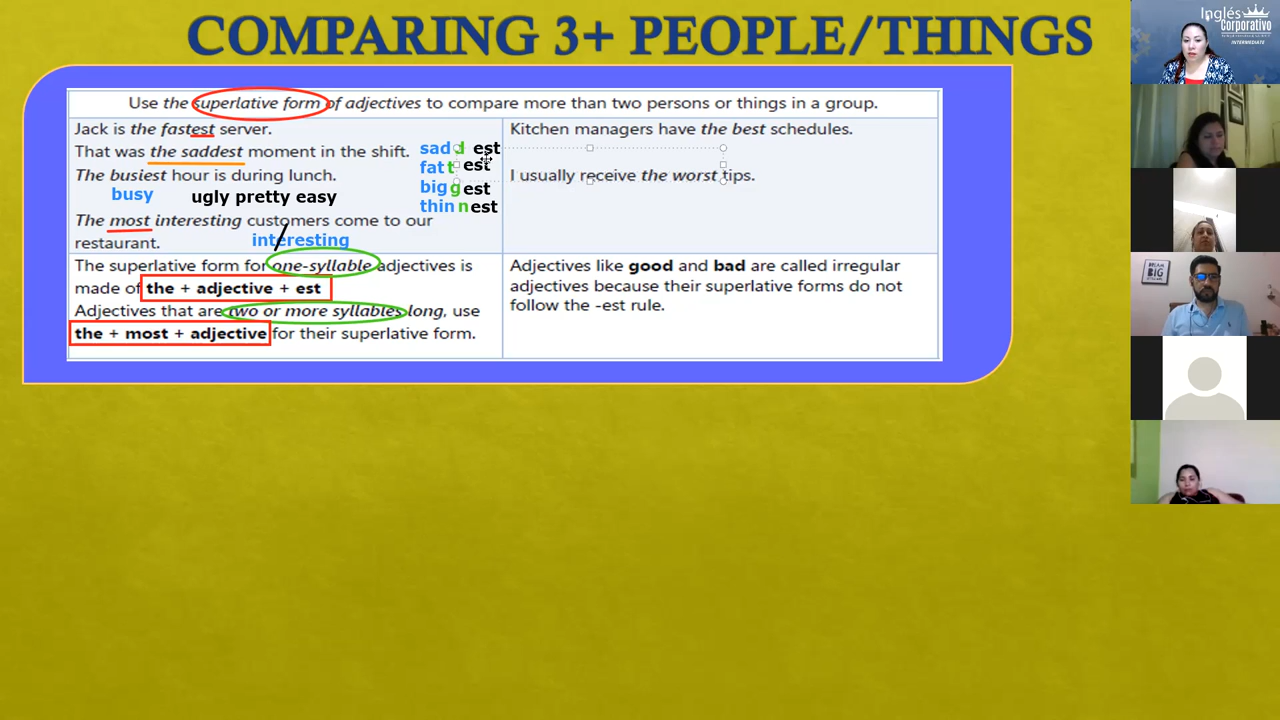 COMPARING 3+ PEOPLE/THINGS
Use the superlative form of adjectives to compare more than two persons or things in a group.
Jack is the fastest server.
That was the saddest moment in the shift.
The busiest hour is during lunch.
busy
ugly pretty easy
The most interesting customers come to our
restaurant.
interesting
sad d est
fat t est
big g est
thin n est
Kitchen managers have the best schedules.
I usually receive the worst tips.
The superlative form for one-syllable adjectives is
made of the + adjective + est
Adjectives that are two or more syllables long, use
the + most + adjective for their superlative form.
Adjectives like good and bad are called irregular
adjectives because their superlative forms do not
follow the -est rule.
Inglés
Corporativo
INTERMEDIATE
DREAM
BIG